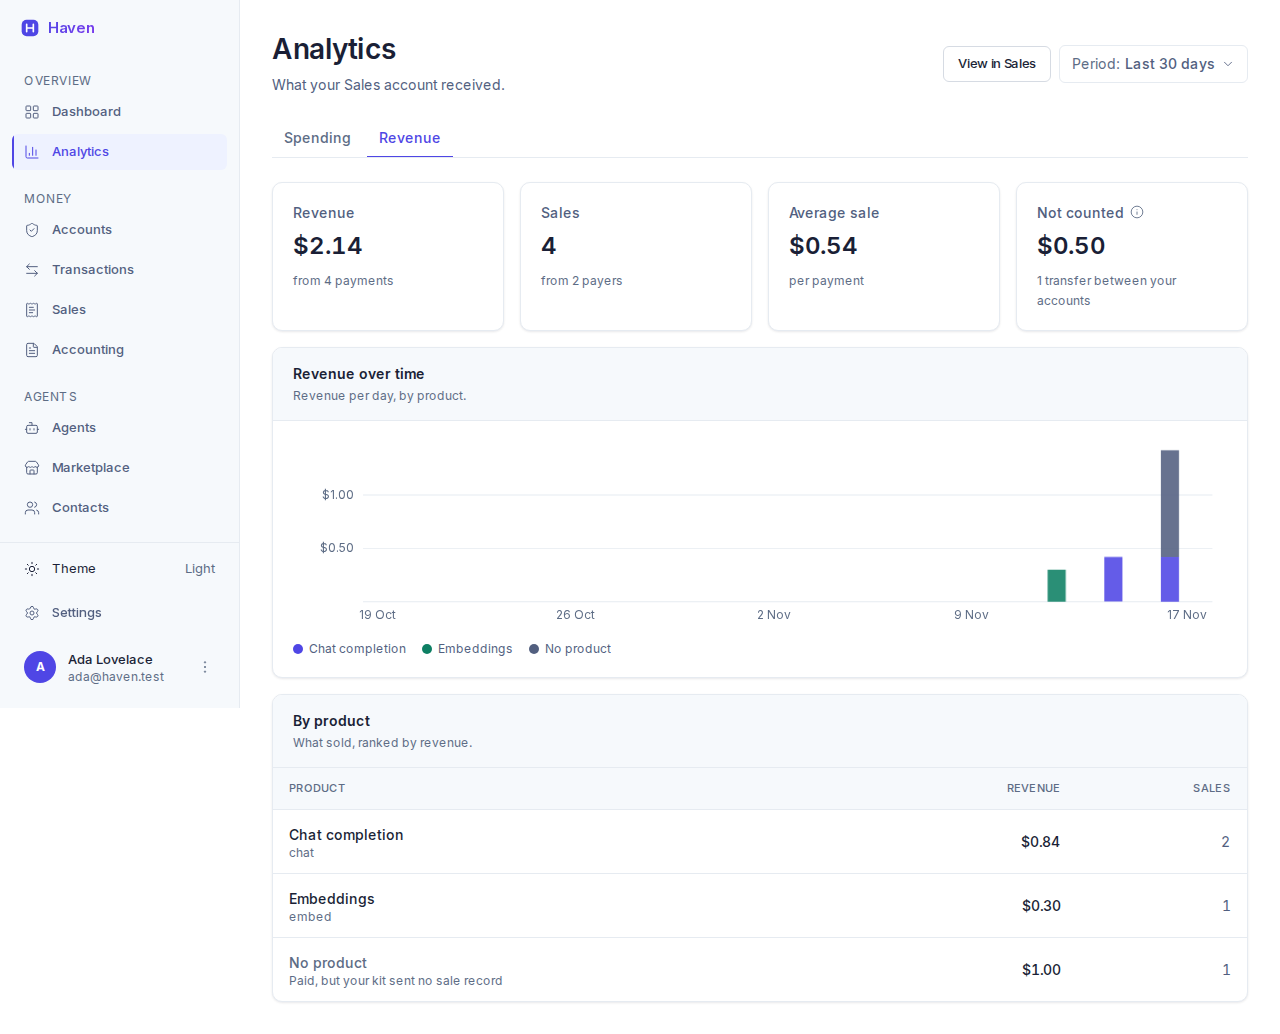 Haven
OVERVIEW
Dashboard
Analytics
MONEY
Accounts
Transactions
Sales
Accounting
AGENTS
Agents
Marketplace
Contacts
Theme Light
Settings
A
Ada Lovelace
ada@haven.test
Analytics
What your Sales account received.
View in Sales
Period: Last 30 days
Spending Revenue
Revenue
$2.14
from 4 payments
Sales
4
from 2 payers
Average sale
$0.54
per payment
Not counted
$0.50
1 transfer between your
accounts
Revenue over time
Revenue per day, by product.
$1.00
$0.50
19 Oct 26 Oct 2 Nov 9 Nov 17 Nov
Chat completion Embeddings No product
By product
What sold, ranked by revenue.
PRODUCT REVENUE SALES
Chat completion $0.84 2
chat
Embeddings $0.30 1
embed
No product $1.00 1
Paid, but your kit sent no sale record